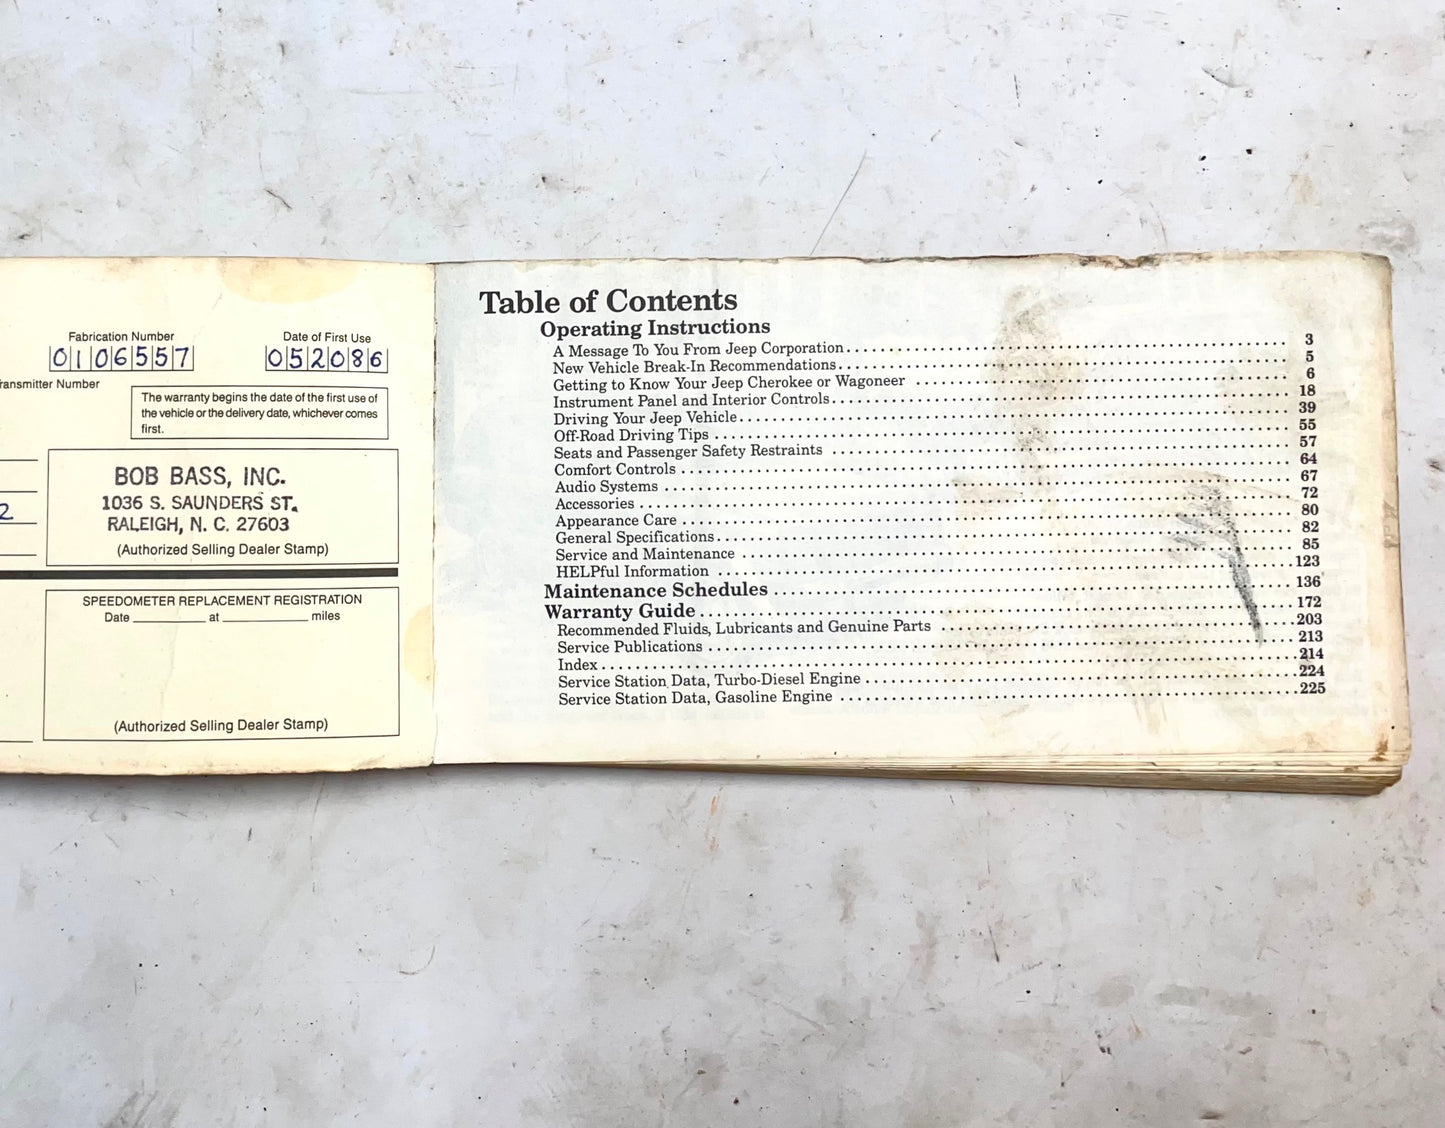 Fabrication Number
0106557
Date of First Use
052086
ransmitter Number
The warranty begins the date of the first use of
the vehicle or the delivery date, whichever comes
first.
2
BOB BASS, INC.
1036 S. SAUNDERS ST.
RALEIGH, N. C. 27603
(Authorized Selling Dealer Stamp)
SPEEDOMETER REPLACEMENT REGISTRATION
Date __________ at ____________ miles
(Authorized Selling Dealer Stamp)
Table of Contents
Operating Instructions
A Message To You From Jeep Corporation 3
New Vehicle Break-In Recommendations 5
Getting to Know Your Jeep Cherokee or Wagoneer 6
Instrument Panel and Interior Controls 18
Driving Your Jeep Vehicle 39
Off-Road Driving Tips 55
Seats and Passenger Safety Restraints 57
Comfort Controls 64
Audio Systems 67
Accessories 72
Appearance Care 80
General Specifications 82
Service and Maintenance 85
HELPful Information 123
Maintenance Schedules 136
Warranty Guide 172
Recommended Fluids, Lubricants and Genuine Parts 203
Service Publications 213
Index 214
Service Station Data, Turbo-Diesel Engine 224
Service Station Data, Gasoline Engine 225